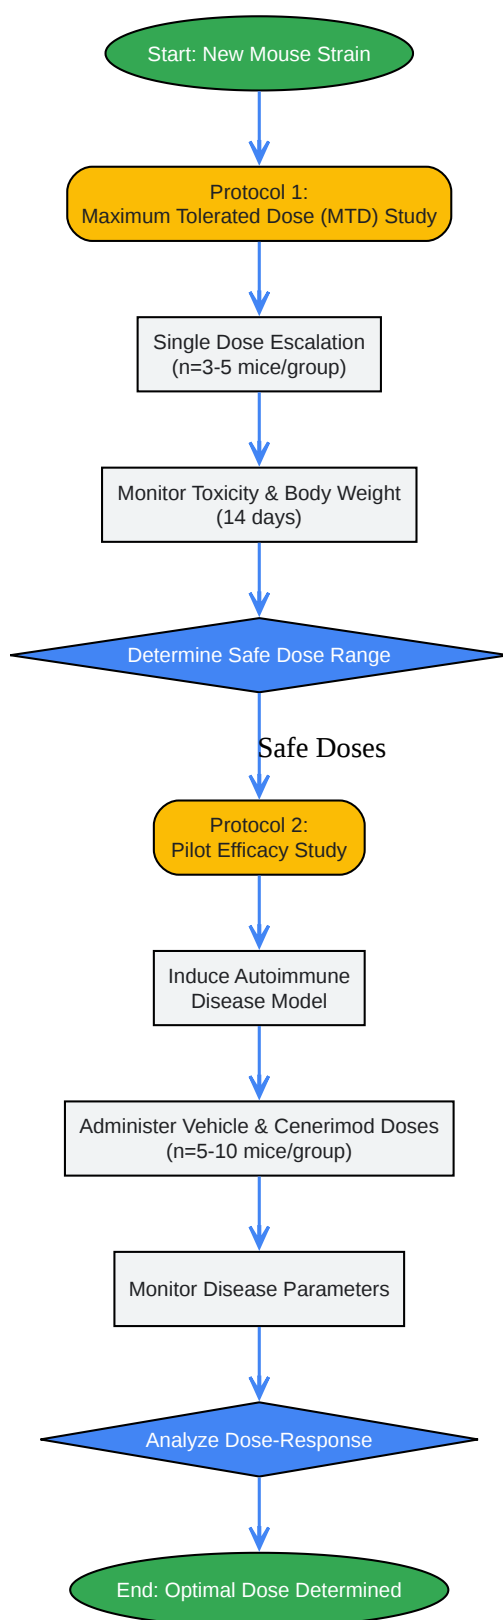 Start: New Mouse Strain
Protocol 1:
Maximum Tolerated Dose (MTD) Study
Single Dose Escalation
(n=3-5 mice/group)
Monitor Toxicity & Body Weight
(14 days)
Determine Safe Dose Range
Safe Doses
Protocol 2:
Pilot Efficacy Study
Induce Autoimmune
Disease Model
Administer Vehicle & Cenerimod Doses
(n=5-10 mice/group)
Monitor Disease Parameters
Analyze Dose-Response
End: Optimal Dose Determined